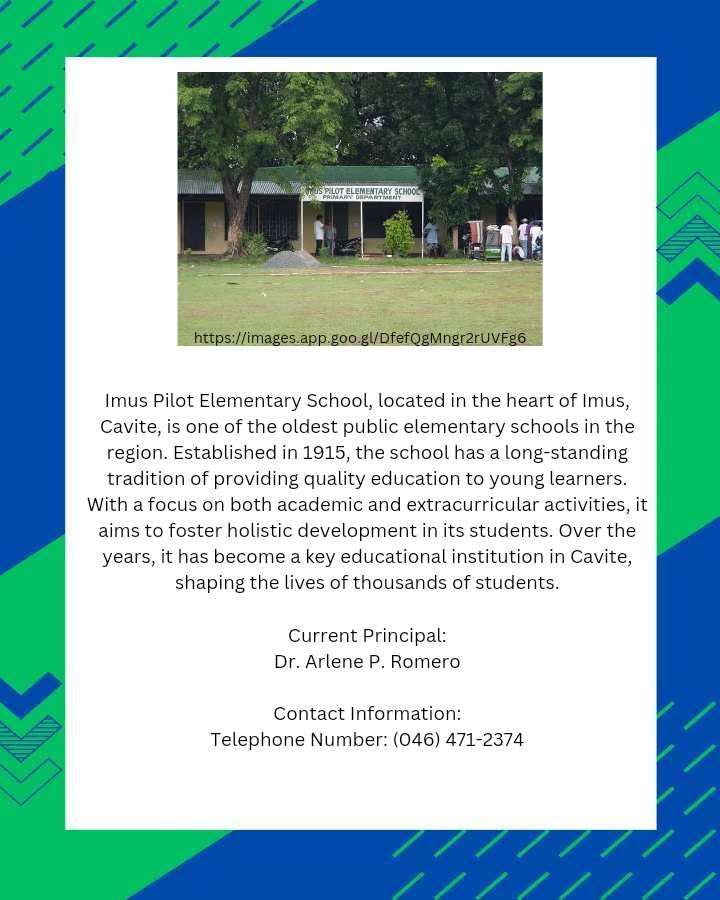 IMUS PILOT ELEMENTARY SCHOOL
PRIMARY DEPARTMENT
https://images.app.goo.gl/DfefQgMngr2rUVFg6
Imus Pilot Elementary School, located in the heart of Imus,
Cavite, is one of the oldest public elementary schools in the
region. Established in 1915, the school has a long-standing
tradition of providing quality education to young learners.
With a focus on both academic and extracurricular activities, it
aims to foster holistic development in its students. Over the
years, it has become a key educational institution in Cavite,
shaping the lives of thousands of students.
Current Principal:
Dr. Arlene P. Romero
Contact Information:
Telephone Number: (046) 471-2374